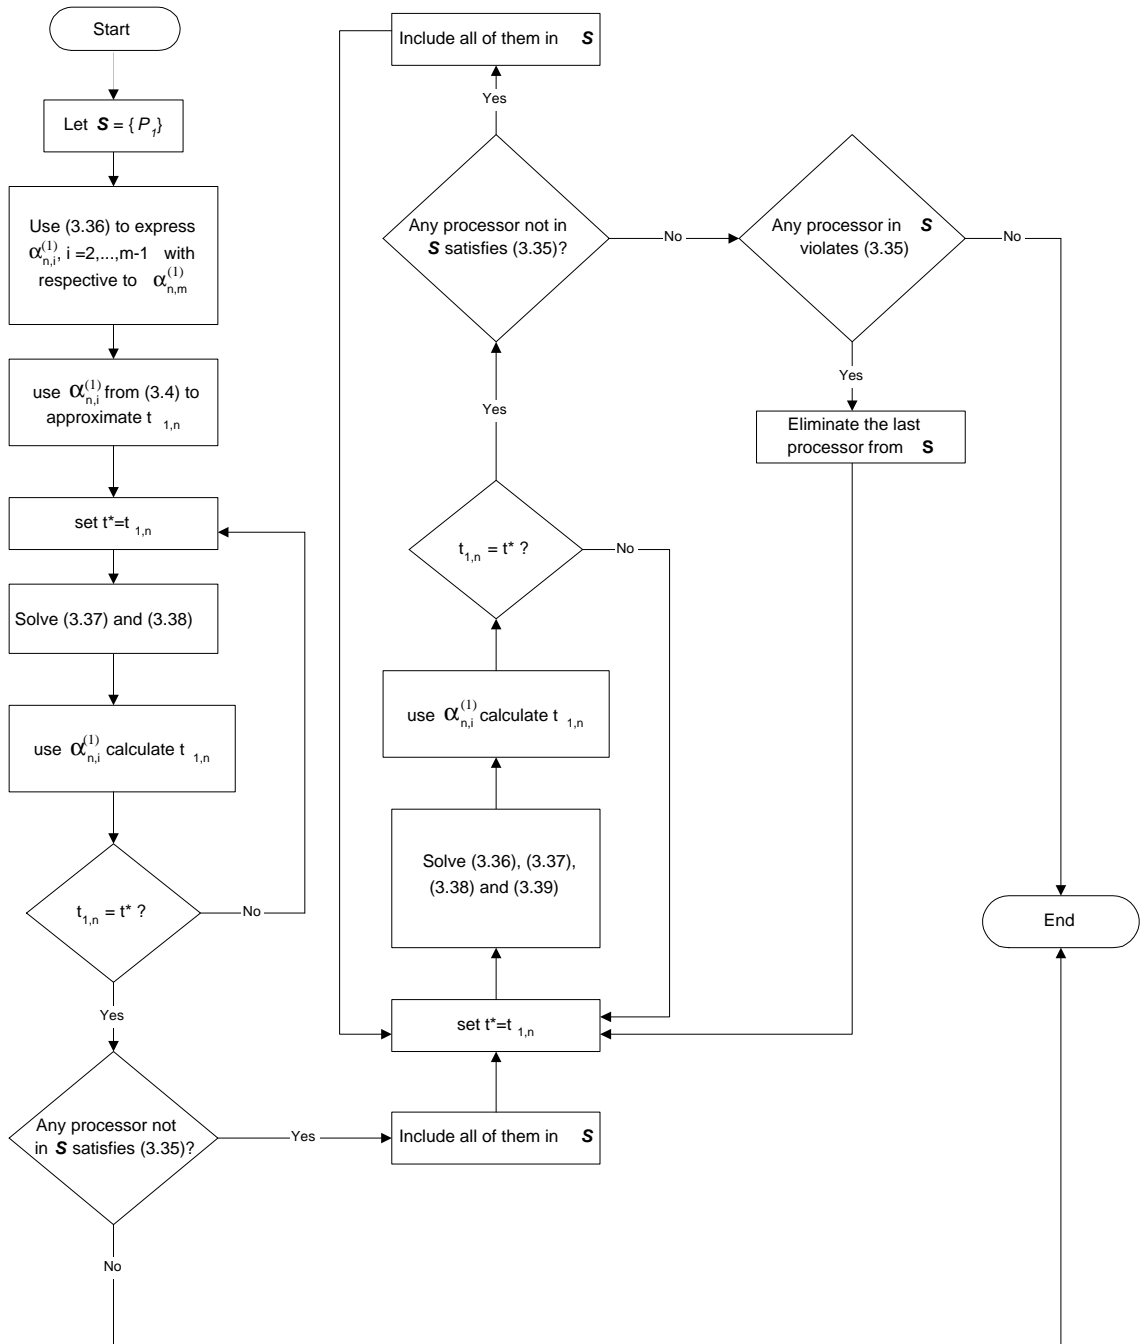 Start
Let S = { P1}
Use (3.36) to express
α(1)n,i, i =2,...,m-1 with
respective to α(1)n,m
use α(1)n,i from (3.4) to
approximate t 1,n
set t*=t 1,n
Solve (3.37) and (3.38)
use α(1)n,i calculate t 1,n
t1,n = t* ?
No
Yes
Any processor not
in S satisfies (3.35)?
Yes
No
Include all of them in S
set t*=t 1,n
Solve (3.36), (3.37),
(3.38) and (3.39)
use α(1)n,i calculate t 1,n
t1,n = t* ?
No
Yes
Any processor not in
S satisfies (3.35)?
Yes
No
Include all of them in S
Any processor in S
violates (3.35)
No
Yes
Eliminate the last
processor from S
End